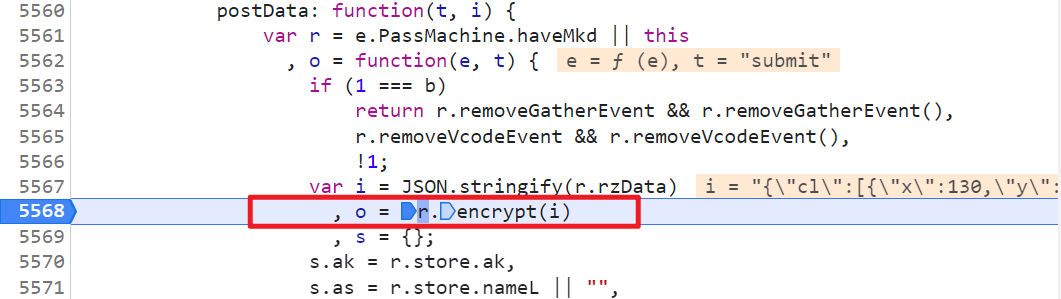 5560 postData: function(t, i) {
5561 var r = e.PassMachine.haveMkd || this
5562 , o = function(e, t) { e = ƒ (e), t = "submit"
5563 if (1 === b)
5564 return r.removeGatherEvent && r.removeGatherEvent(),
5565 r.removeVcodeEvent && r.removeVcodeEvent(),
5566 !1;
5567 var i = JSON.stringify(r.rzData) i = "{\"cl\":[{\"x\":130,\"y\":
5568 , o = r.encrypt(i)
5569 , s = {};
5570 s.ak = r.store.ak,
5571 s.as = r.store.nameL || "",